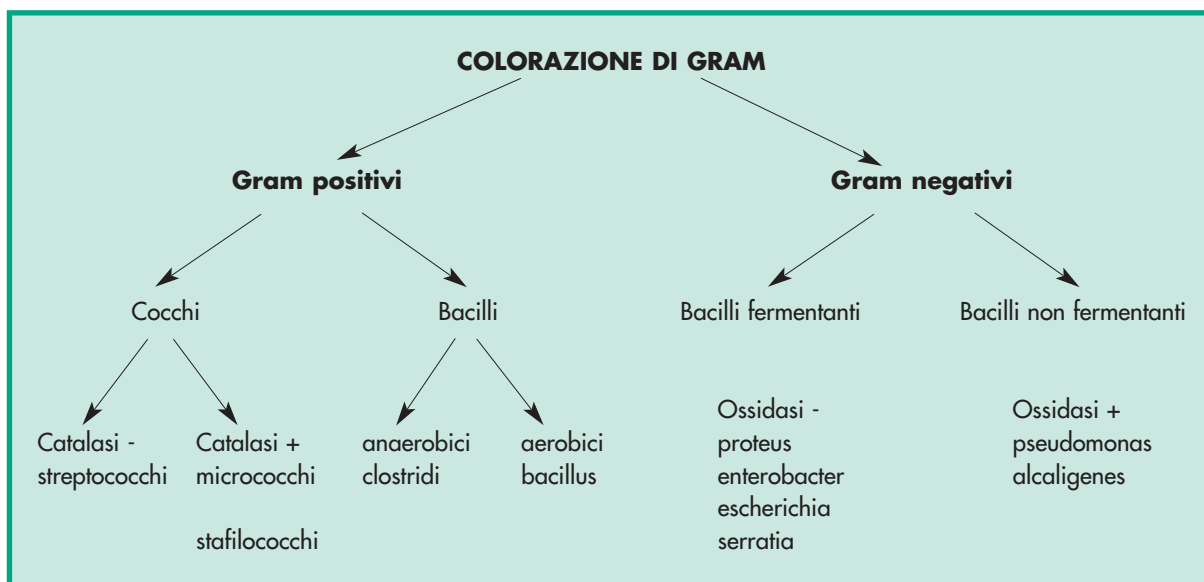 COLORAZIONE DI GRAM
Gram positivi
Gram negativi
Cocchi
Bacilli
Bacilli fermentanti
Bacilli non fermentanti
Catalasi -
streptococchi
Catalasi +
micrococchi
stafilococchi
anaerobici
clostridi
aerobici
bacillus
Ossidasi -
proteus
enterobacter
escherichia
serratia
Ossidasi +
pseudomonas
alcaligenes